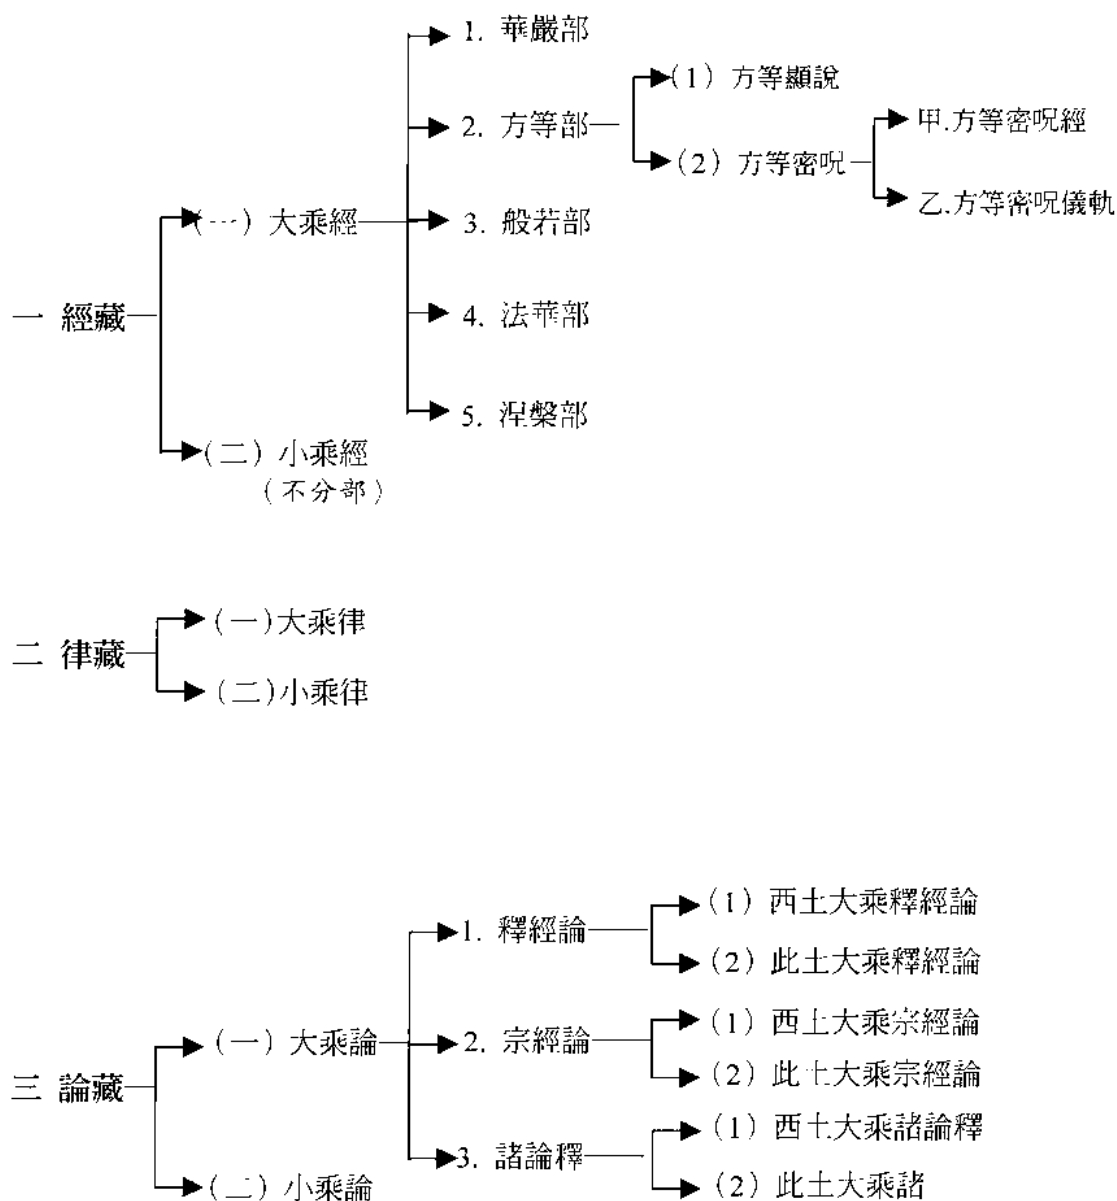 1. 華嚴部
(1) 方等顯說
2. 方等部
甲.方等密呪經
(2) 方等密呪
乙.方等密呪儀軌
(一) 大乘經
3. 般若部
一 經藏
4. 法華部
5. 涅槃部
(二) 小乘經
(不分部)
(一)大乘律
二 律藏
(二)小乘律
(1) 西土大乘釋經論
1. 釋經論
(2) 此土大乘釋經論
(1) 西土大乘宗經論
(一) 大乘論
2. 宗經論
(2) 此土大乘宗經論
三 論藏
(1) 西土大乘諸論釋
3. 諸論釋
(二) 小乘論
(2) 此土大乘諸